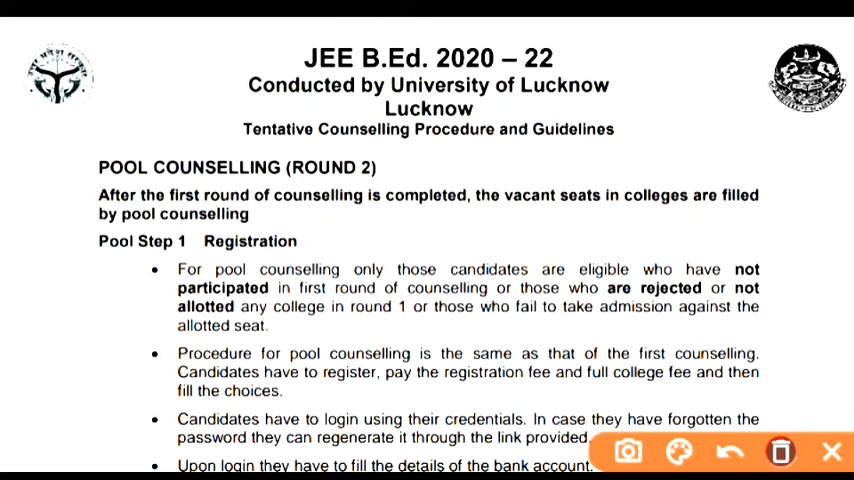 JEE B.Ed. 2020 – 22
Conducted by University of Lucknow
Lucknow
Tentative Counselling Procedure and Guidelines
POOL COUNSELLING (ROUND 2)
After the first round of counselling is completed, the vacant seats in colleges are filled
by pool counselling
Pool Step 1 Registration
• For pool counselling only those candidates are eligible who have not
participated in first round of counselling or those who are rejected or not
allotted any college in round 1 or those who fail to take admission against the
allotted seat.
• Procedure for pool counselling is the same as that of the first counselling.
Candidates have to register, pay the registration fee and full college fee and then
fill the choices.
• Candidates have to login using their credentials. In case they have forgotten the
password they can regenerate it through the link provided.
• Upon login they have to fill the details of the bank account.